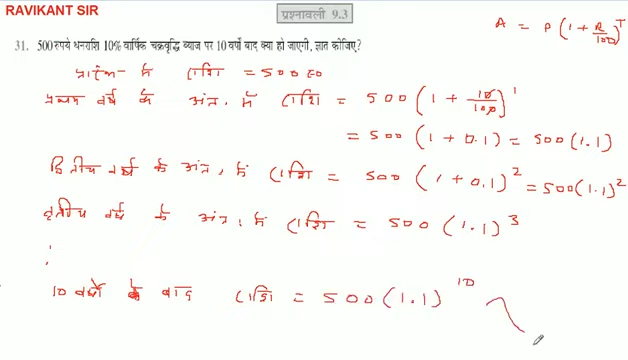 RAVIKANT SIR
प्रश्नावली 9.3
A = P(1 + R/100)^T
31. 500 रुपये धनराशि 10% वार्षिक चक्रवृद्धि ब्याज पर 10 वर्षों बाद क्या हो जाएगी, ज्ञात कीजिए?
प्रारंभ में राशि = 500 रु०
प्रथम वर्ष के अंत में राशि = 500(1 + 10/100)^1
= 500(1 + 0.1) = 500(1.1)
द्वितीय वर्ष के अंत में राशि = 500(1 + 0.1)^2 = 500(1.1)^2
तृतीय वर्ष के अंत में राशि = 500(1.1)^3
10 वर्षों के बाद राशि = 500(1.1)^10